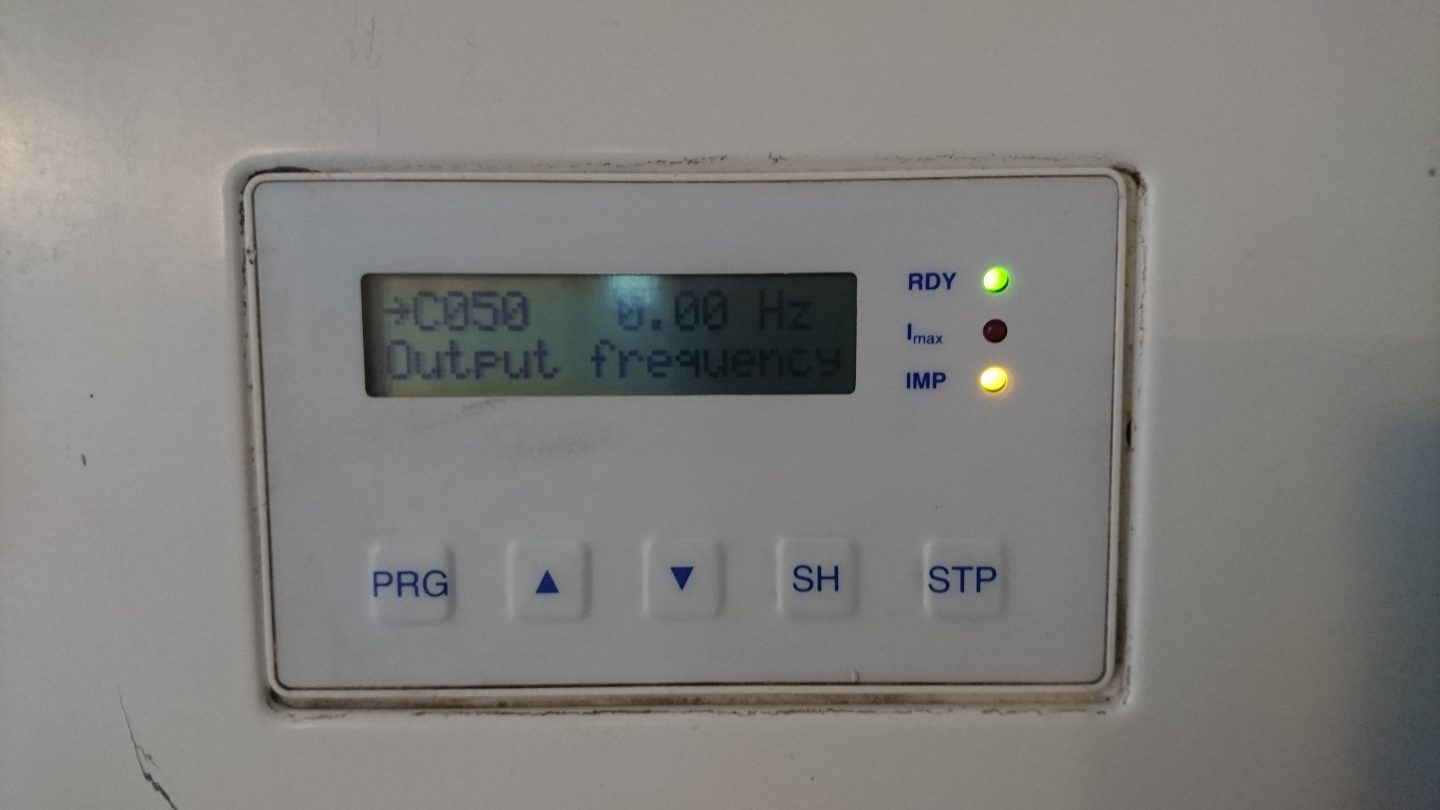 →C050 0.00 Hz
Output frequency
RDY
Imax
IMP
PRG ▲ ▼ SH STP